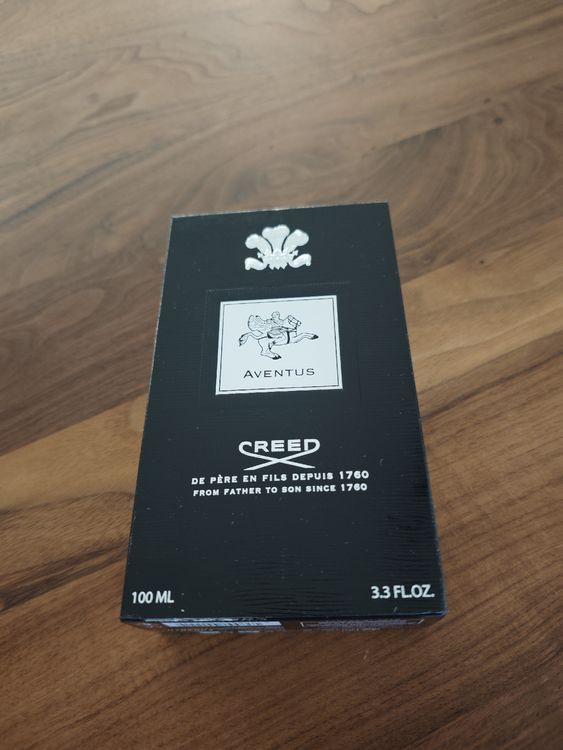 AVENTUS
CREED
DE PÈRE EN FILS DEPUIS 1760
FROM FATHER TO SON SINCE 1760
100 ML
3.3 FL.OZ.